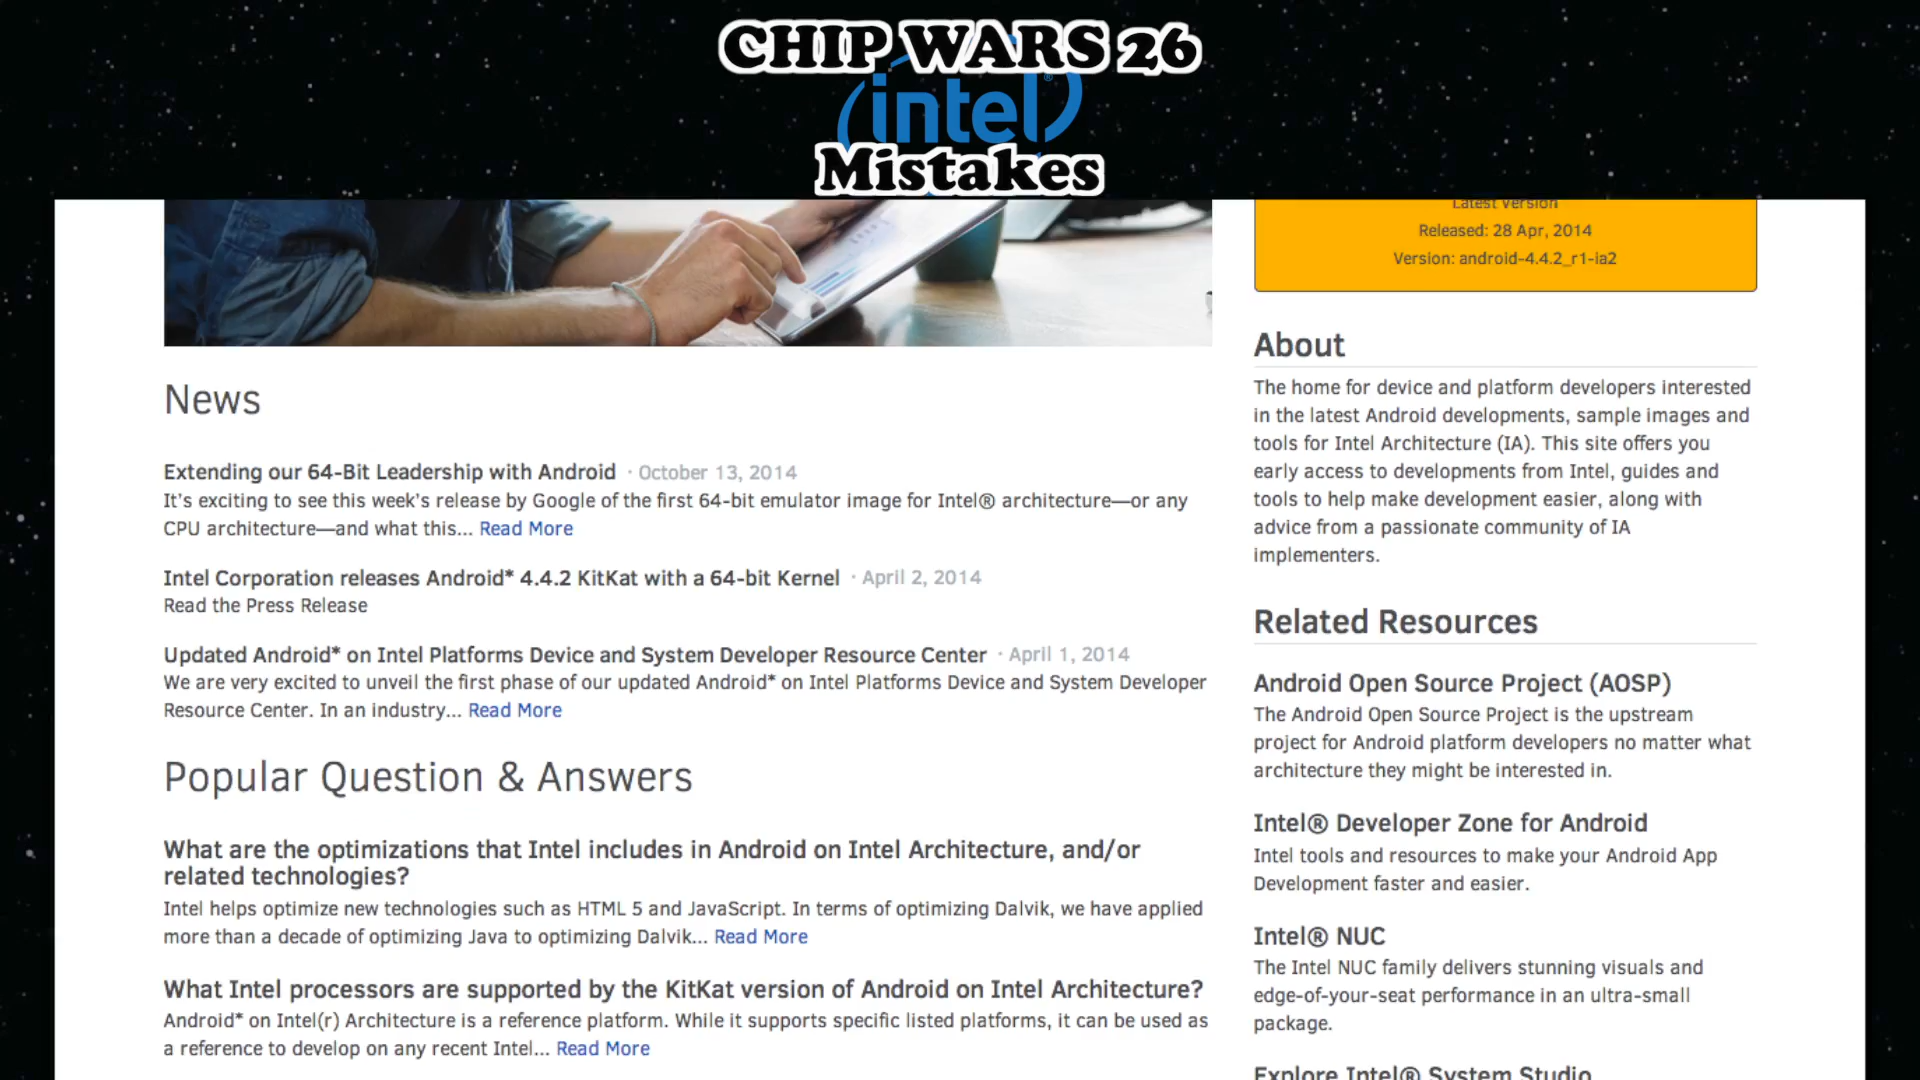 CHIP WARS 26
intel®
Mistakes
Latest Version
Released: 28 Apr, 2014
Version: android-4.4.2_r1-ia2
News
Extending our 64-Bit Leadership with Android · October 13, 2014
It's exciting to see this week's release by Google of the first 64-bit emulator image for Intel® architecture—or any
CPU architecture—and what this... Read More
Intel Corporation releases Android* 4.4.2 KitKat with a 64-bit Kernel · April 2, 2014
Read the Press Release
Updated Android* on Intel Platforms Device and System Developer Resource Center · April 1, 2014
We are very excited to unveil the first phase of our updated Android* on Intel Platforms Device and System Developer
Resource Center. In an industry... Read More
Popular Question & Answers
What are the optimizations that Intel includes in Android on Intel Architecture, and/or
related technologies?
Intel helps optimize new technologies such as HTML 5 and JavaScript. In terms of optimizing Dalvik, we have applied
more than a decade of optimizing Java to optimizing Dalvik... Read More
What Intel processors are supported by the KitKat version of Android on Intel Architecture?
Android* on Intel(r) Architecture is a reference platform. While it supports specific listed platforms, it can be used as
a reference to develop on any recent Intel... Read More
About
The home for device and platform developers interested
in the latest Android developments, sample images and
tools for Intel Architecture (IA). This site offers you
early access to developments from Intel, guides and
tools to help make development easier, along with
advice from a passionate community of IA
implementers.
Related Resources
Android Open Source Project (AOSP)
The Android Open Source Project is the upstream
project for Android platform developers no matter what
architecture they might be interested in.
Intel® Developer Zone for Android
Intel tools and resources to make your Android App
Development faster and easier.
Intel® NUC
The Intel NUC family delivers stunning visuals and
edge-of-your-seat performance in an ultra-small
package.
Explore Intel® System Studio